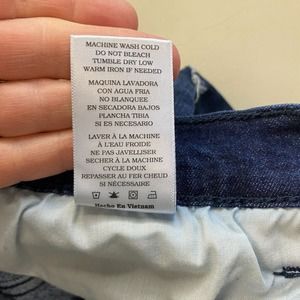 MACHINE WASH COLD
DO NOT BLEACH
TUMBLE DRY LOW
WARM IRON IF NEEDED
MAQUINA LAVADORA
CON AGUA FRIA
NO BLANQUEE
EN SECADORA BAJOS
PLANCHA TIBIA
SI ES NECESARIO
LAVER À LA MACHINE
À L'EAU FROIDE
NE PAS JAVELLISER
SECHER À LA MACHINE
CYCLE DOUX
REPASSER AU FER CHEUD
SI NÉCESSAIRE
Hecho En Vietnam